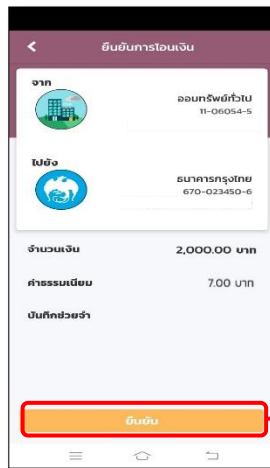 ยืนยันการโอนเงิน
จาก
ออมทรัพย์ทั่วไป
11-06054-5
ไปยัง
ธนาคารกรุงไทย
670-023450-6
จำนวนเงิน 2,000.00 บาท
ค่าธรรมเนียม 7.00 บาท
บันทึกช่วยจำ
ยืนยัน